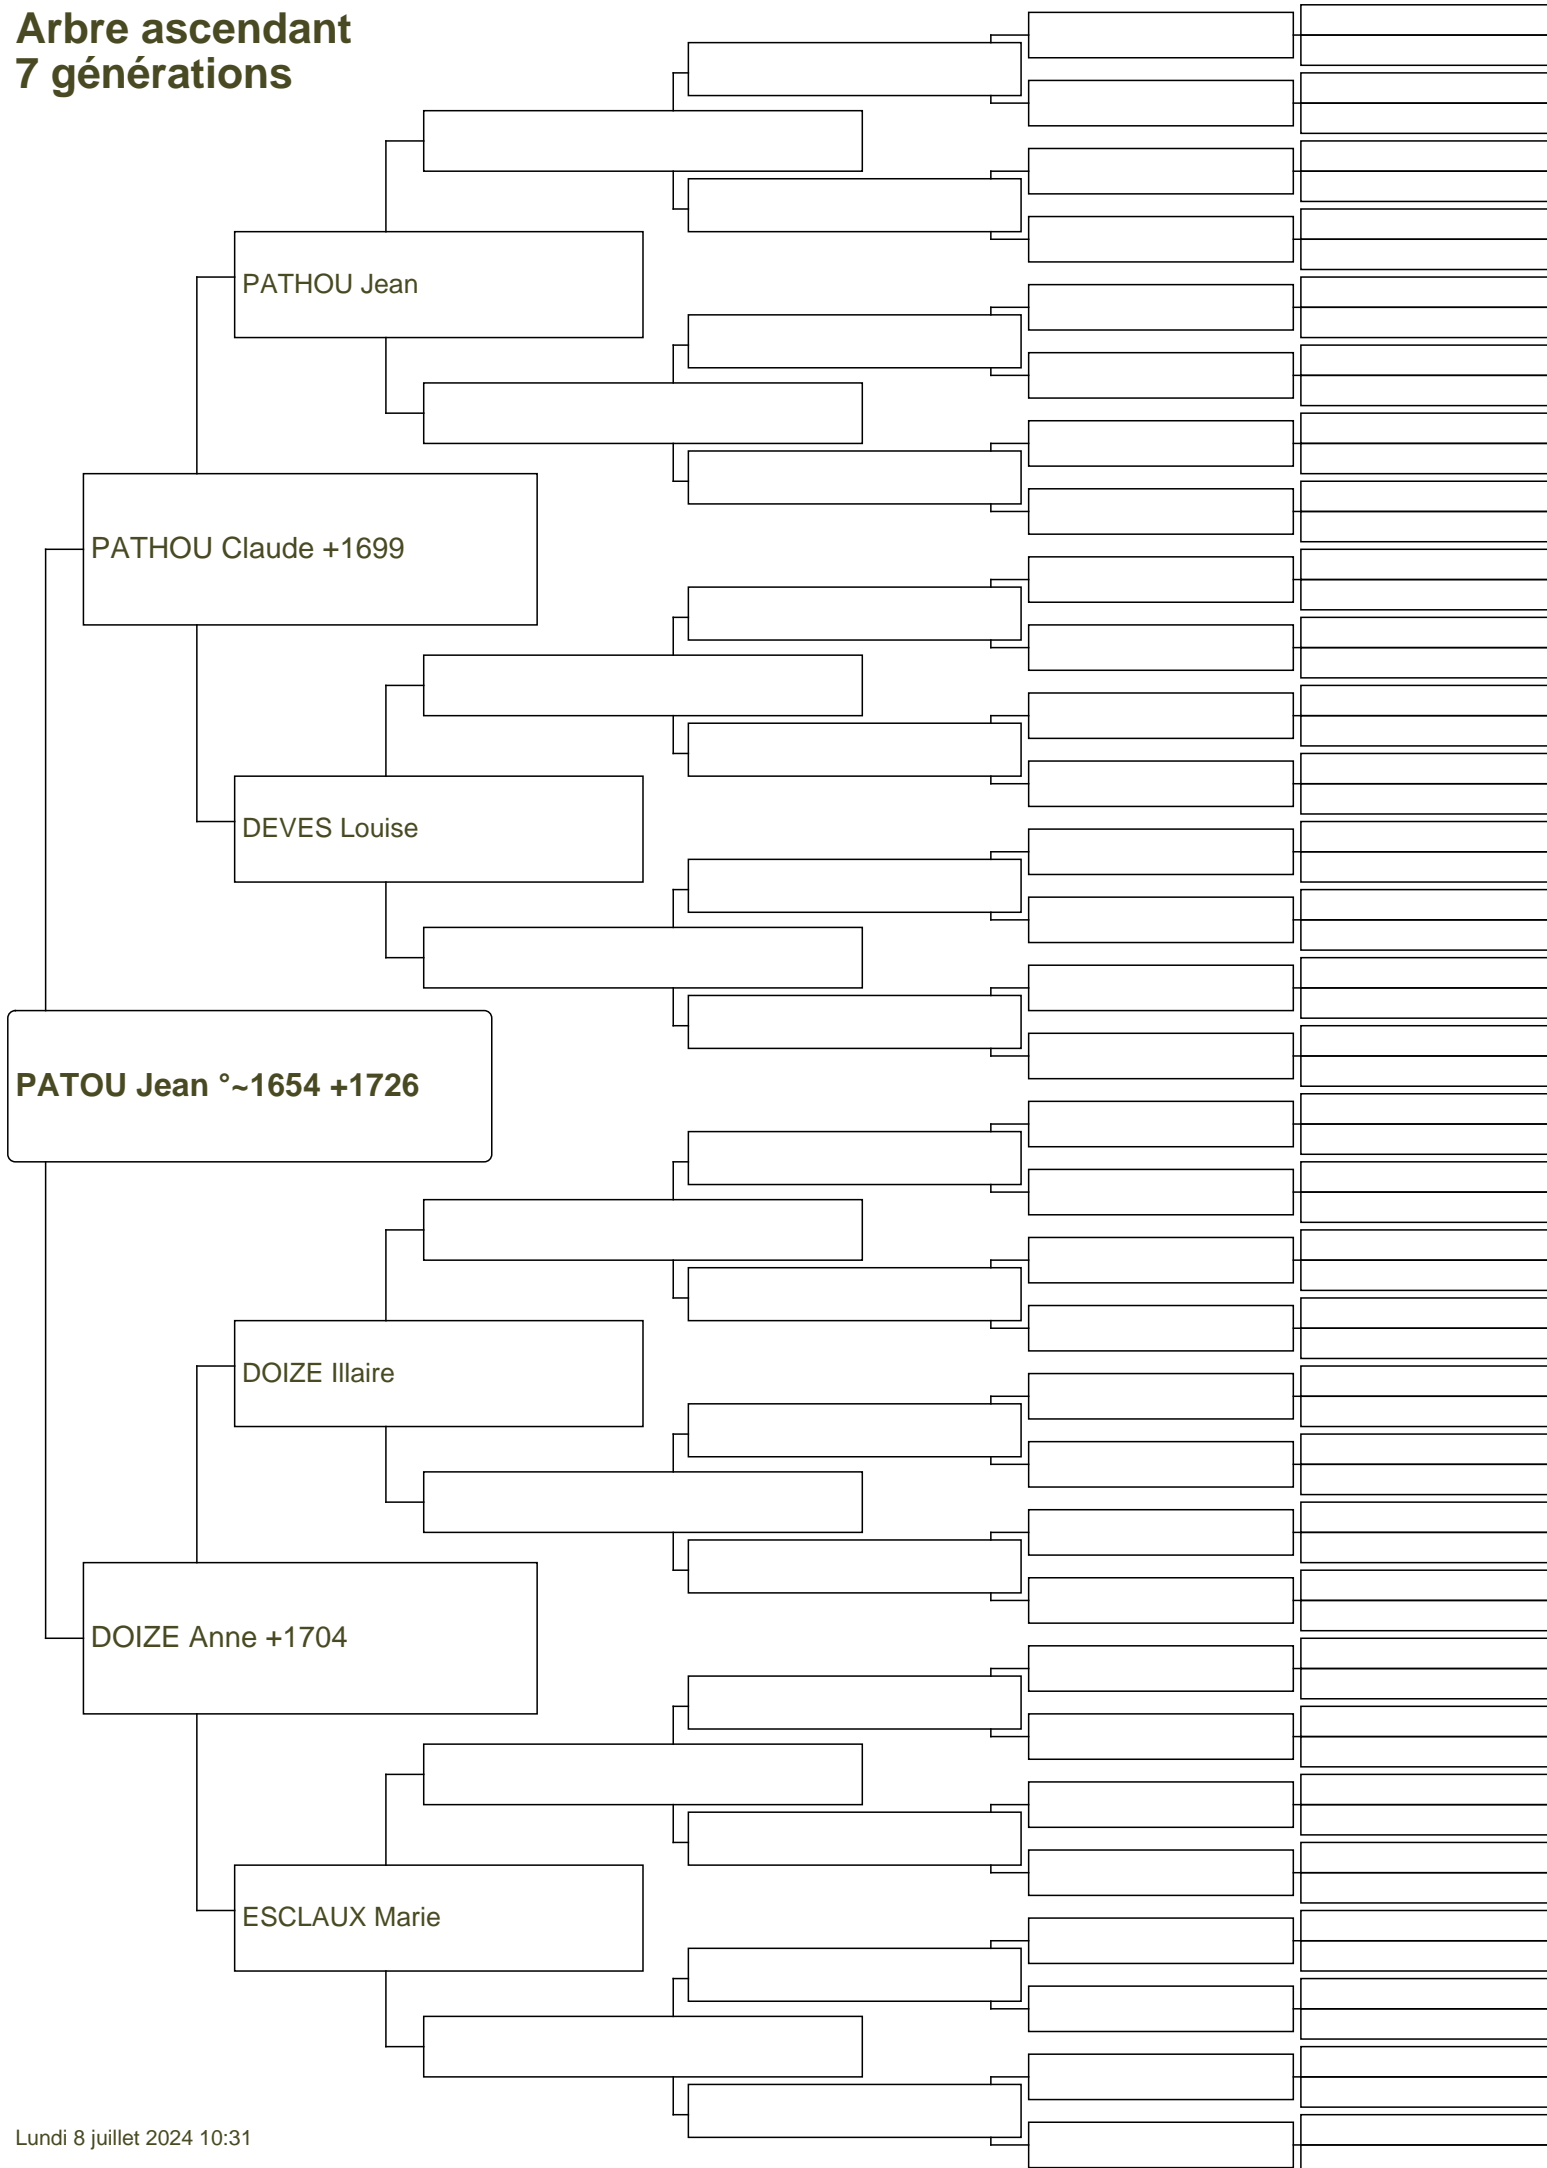 Arbre ascendant
7 générations
PATHOU Jean
PATHOU Claude +1699
DEVES Louise
PATOU Jean °~1654 +1726
DOIZE Illaire
DOIZE Anne +1704
ESCLAUX Marie
Lundi 8 juillet 2024 10:31